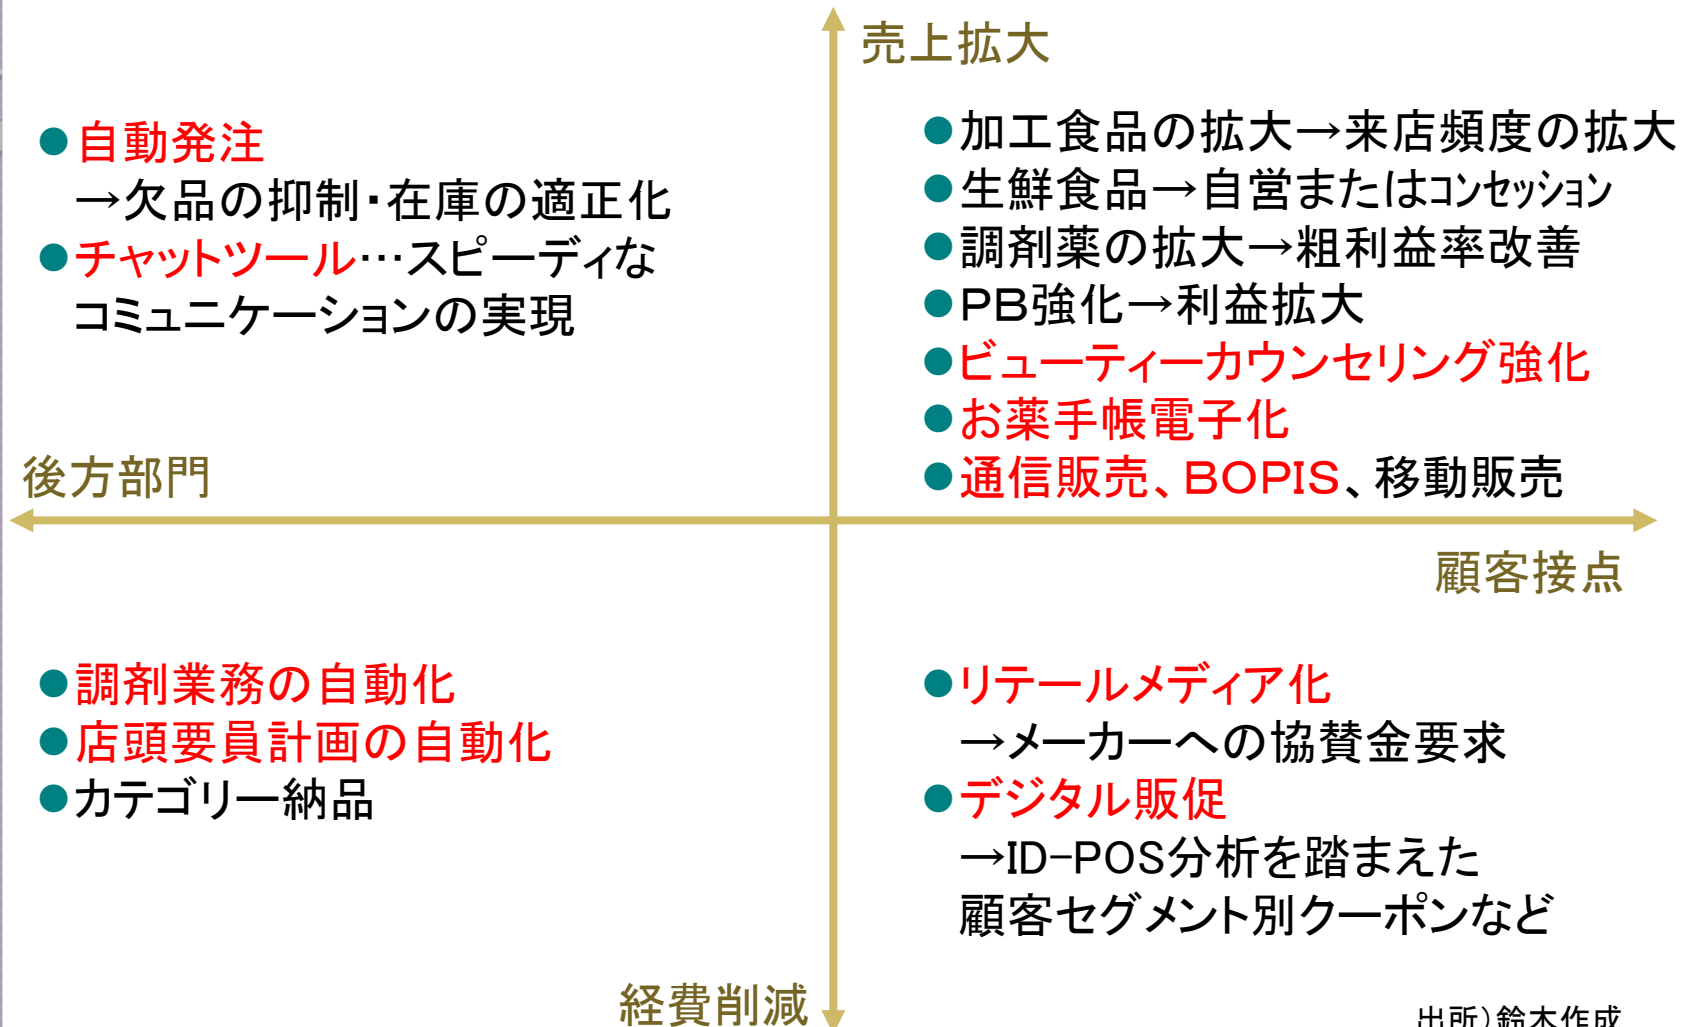 売上拡大
●自動発注
→欠品の抑制・在庫の適正化
●チャットツール…スピーディな
コミュニケーションの実現
●加工食品の拡大→来店頻度の拡大
●生鮮食品→自営またはコンセッション
●調剤薬の拡大→粗利益率改善
●PB強化→利益拡大
●ビューティーカウンセリング強化
●お薬手帳電子化
●通信販売、BOPIS、移動販売
後方部門
顧客接点
●調剤業務の自動化
●店頭要員計画の自動化
●カテゴリー納品
●リテールメディア化
→メーカーへの協賛金要求
●デジタル販促
→ID-POS分析を踏まえた
顧客セグメント別クーポンなど
経費削減
出所）鈴木作成